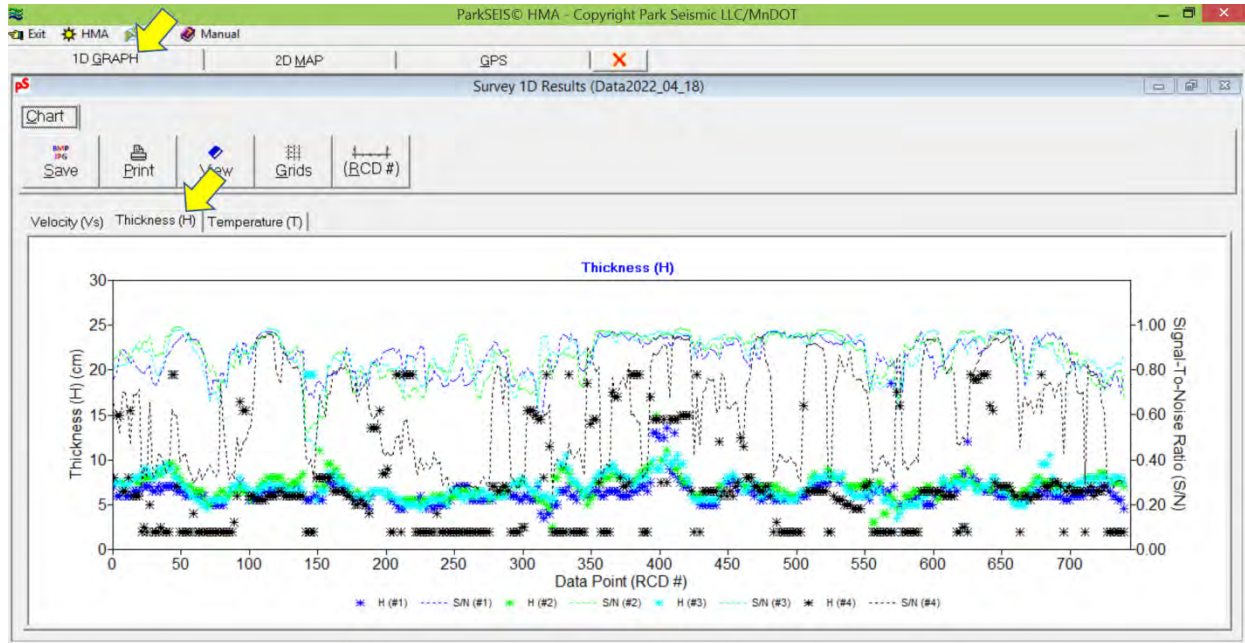 ParkSEIS© HMA - Copyright Park Seismic LLC/MnDOT
Exit HMA Manual
1D GRAPH 2D MAP GPS X
pS Survey 1D Results (Data2022_04_18)
Chart
BMP
JPG
Save Print View Grids (RCD #)
Velocity (Vs) Thickness (H) Temperature (T)
Thickness (H)
30
25 1.00
20 0.80
15 0.60
10 0.40
5 0.20
0 0.00
Thickness (H) (cm)
Signal-To-Noise Ratio (S/N)
0 50 100 150 200 250 300 350 400 450 500 550 600 650 700
Data Point (RCD #)
H (#1) S/N (#1) H (#2) S/N (#2) H (#3) S/N (#3) H (#4) S/N (#4)